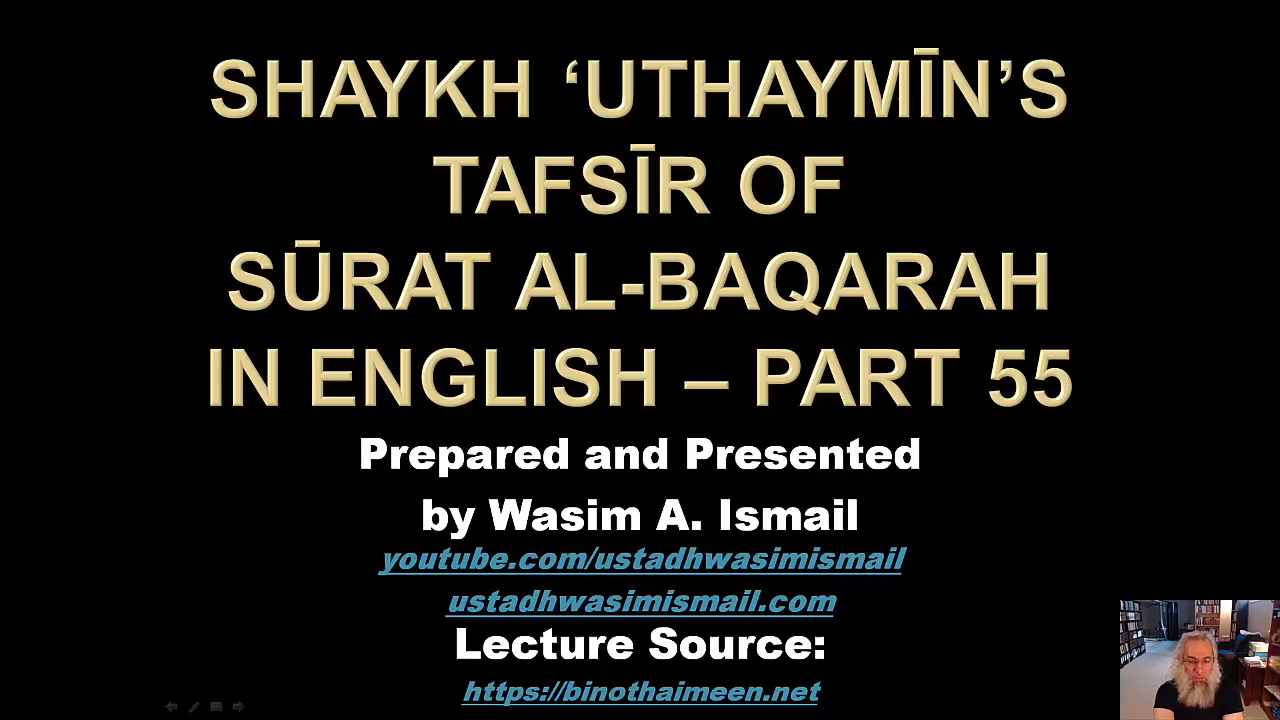 SHAYKH ‘UTHAYMĪN’S
TAFSĪR OF
SŪRAT AL-BAQARAH
IN ENGLISH – PART 55
Prepared and Presented
by Wasim A. Ismail
youtube.com/ustadhwasimismail
ustadhwasimismail.com
Lecture Source:
https://binothaimeen.net